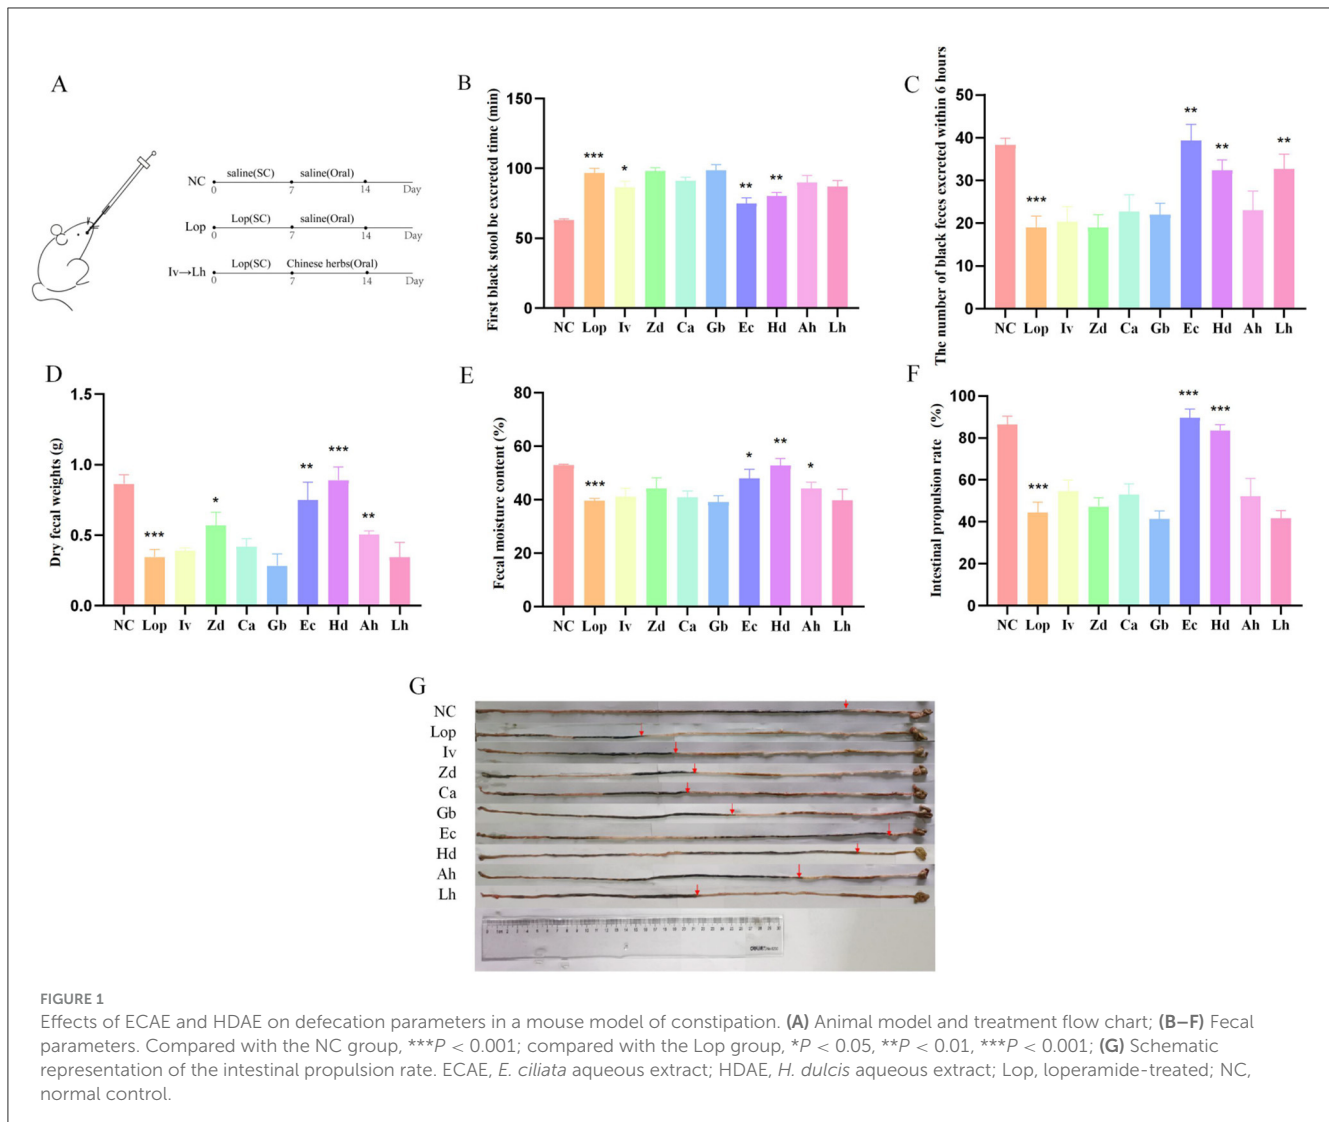 A
saline(SC) saline(Oral)
NC
0 7 14 Day
Lop(SC) saline(Oral)
Lop
0 7 14 Day
Lop(SC) Chinese herbs(Oral)
Iv→Lh
0 7 14 Day
B
First black stool be excreted time (min)
150
100
50
0
*** * ** **
NC Lop Iv Zd Ca Gb Ec Hd Ah Lh
C
The number of black feces excreted within 6 hours
50
40
30
20
10
0
*** ** ** **
NC Lop Iv Zd Ca Gb Ec Hd Ah Lh
D
Dry fecal weights (g)
1.5
1.0
0.5
0.0
*** * ** *** **
NC Lop Iv Zd Ca Gb Ec Hd Ah Lh
E
Fecal moisture content (%)
80
60
40
20
0
*** * ** *
NC Lop Iv Zd Ca Gb Ec Hd Ah Lh
F
Intestinal propulsion rate (%)
100
80
60
40
20
0
*** *** ***
NC Lop Iv Zd Ca Gb Ec Hd Ah Lh
G
NC
Lop
Iv
Zd
Ca
Gb
Ec
Hd
Ah
Lh
FIGURE 1
Effects of ECAE and HDAE on defecation parameters in a mouse model of constipation. (A) Animal model and treatment flow chart; (B–F) Fecal
parameters. Compared with the NC group, ***P < 0.001; compared with the Lop group, *P < 0.05, **P < 0.01, ***P < 0.001; (G) Schematic
representation of the intestinal propulsion rate. ECAE, E. ciliata aqueous extract; HDAE, H. dulcis aqueous extract; Lop, loperamide-treated; NC,
normal control.